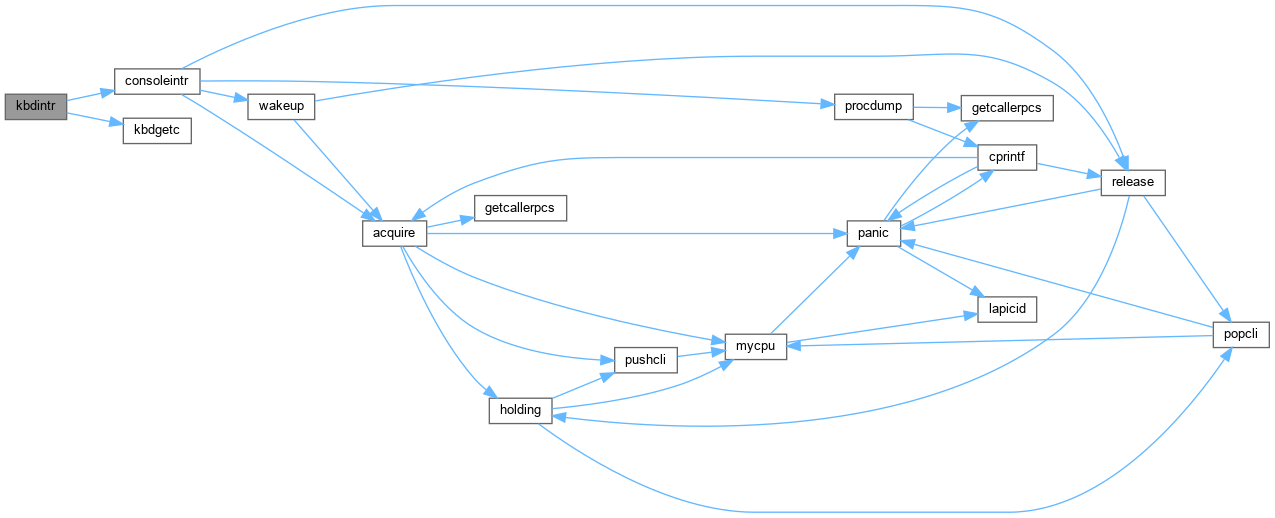 kbdintr
consoleintr
kbdgetc
wakeup
acquire
getcallerpcs
holding
pushcli
mycpu
procdump
panic
getcallerpcs
cprintf
lapicid
release
popcli